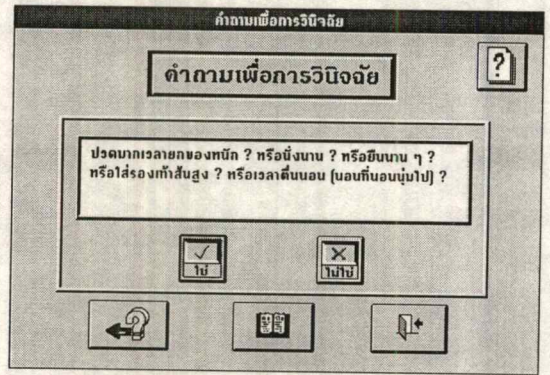 คำถามเพื่อการวินิจฉัย
คำถามเพื่อการวินิจฉัย
ปวดมากเวลายกของหนัก ? หรือนั่งนาน ? หรือยืนนาน ๆ ?
หรือใส่รองเท้าส้นสูง ? หรือเวลาตื่นนอน (นอนที่นอนนุ่มไป) ?
ใช่
ไม่ใช่